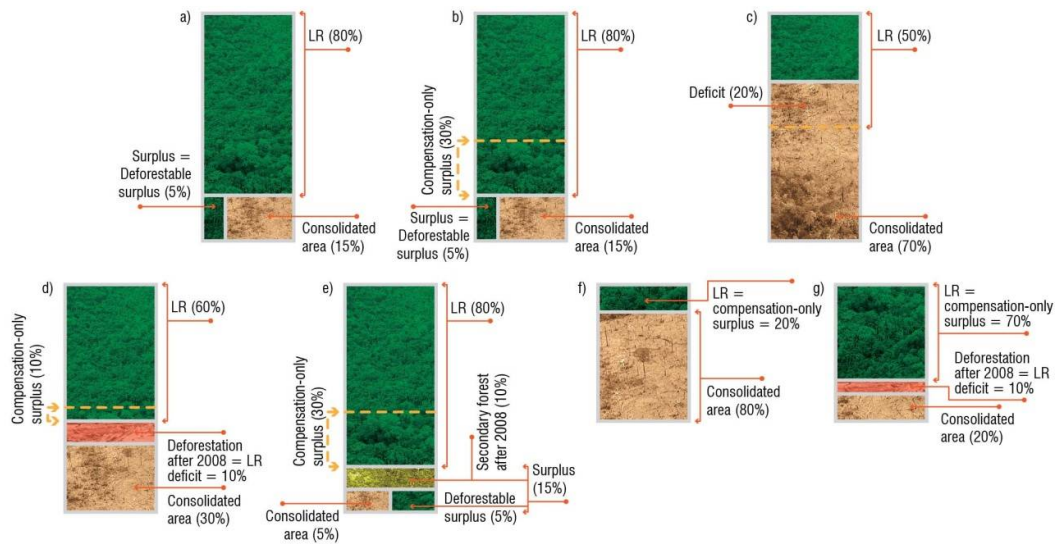 a)
LR (80%)
Surplus =
Deforestable
surplus (5%)
Consolidated
area (15%)
b)
LR (80%)
Compensation-only
surplus (30%)
Surplus =
Deforestable
surplus (5%)
Consolidated
area (15%)
c)
LR (50%)
Deficit (20%)
Consolidated
area (70%)
d)
LR (60%)
Compensation-only
surplus (10%)
Deforestation
after 2008 = LR
deficit = 10%
Consolidated
area (30%)
e)
LR (80%)
Compensation-only
surplus (30%)
Secondary forest
after 2008 (10%)
Surplus
(15%)
Deforestable
surplus (5%)
Consolidated
area (5%)
f)
LR =
compensation-only
surplus = 20%
Consolidated
area (80%)
g)
LR =
compensation-only
surplus = 70%
Deforestation
after 2008 = LR
deficit = 10%
Consolidated
area (20%)